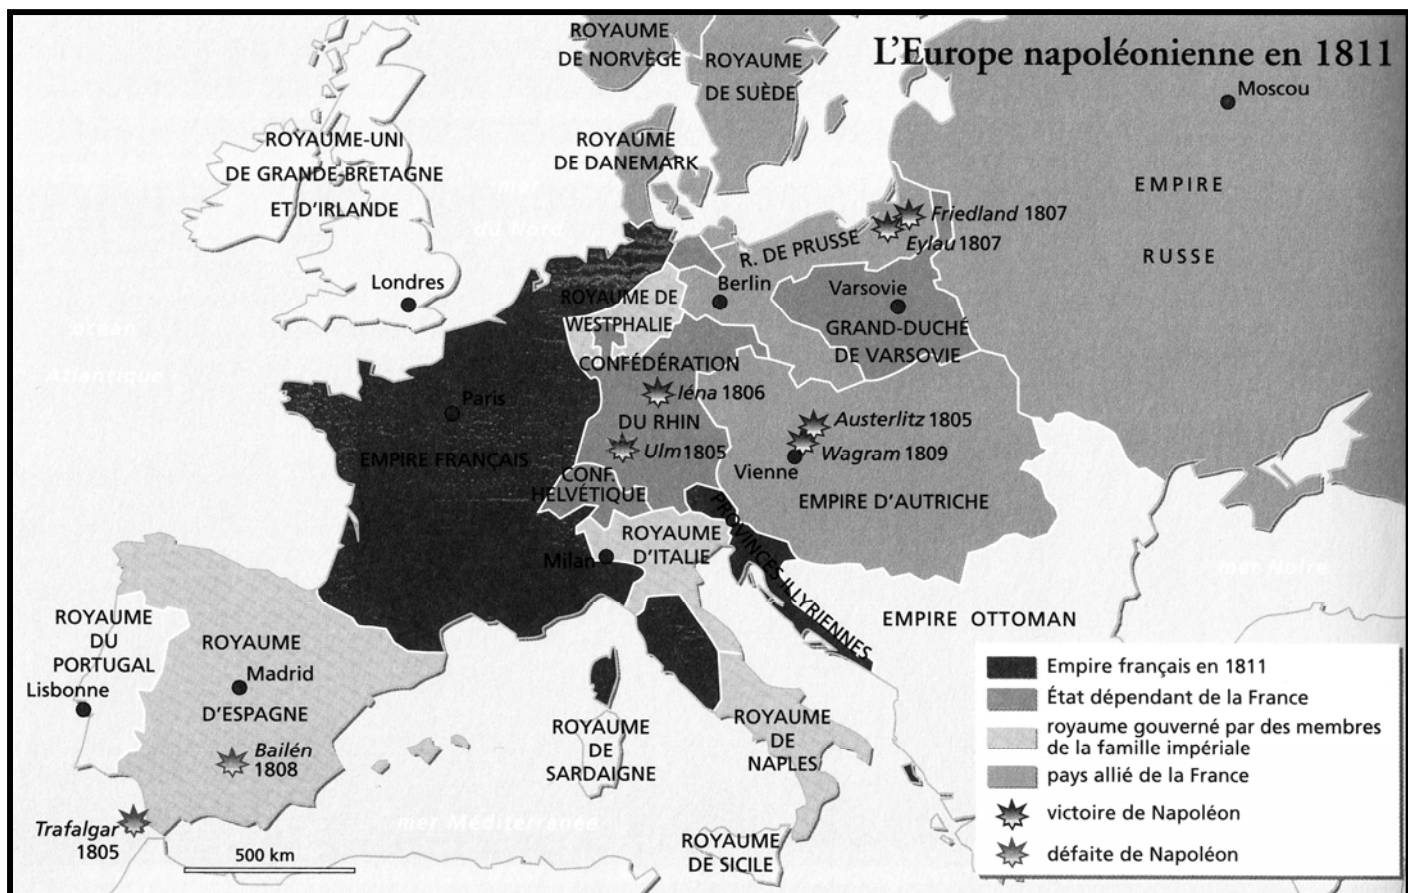 L'Europe napoléonienne en 1811
ROYAUME
DE NORVÈGE
ROYAUME
DE SUÈDE
Moscou
ROYAUME-UNI
DE GRANDE-BRETAGNE
ET D'IRLANDE
ROYAUME
DE DANEMARK
EMPIRE
RUSSE
mer
du Nord
Friedland 1807
Eylau 1807
R. DE PRUSSE
Londres
Berlin
Varsovie
GRAND-DUCHÉ
DE VARSOVIE
ROYAUME DE
WESTPHALIE
océan
Atlantique
CONFÉDÉRATION
DU RHIN
Iéna 1806
Paris
Austerlitz 1805
Wagram 1809
Ulm 1805
Vienne
EMPIRE FRANÇAIS
CONF.
HELVÉTIQUE
EMPIRE D'AUTRICHE
ROYAUME
D'ITALIE
Milan
PROVINCES ILLYRIENNES
mer Noire
EMPIRE OTTOMAN
ROYAUME
DU
PORTUGAL
Lisbonne
ROYAUME
Madrid
D'ESPAGNE
Bailén
1808
Trafalgar
1805
ROYAUME
DE
SARDAIGNE
ROYAUME
DE
NAPLES
mer Méditerranée
ROYAUME
DE SICILE
500 km
Empire français en 1811
État dépendant de la France
royaume gouverné par des membres
de la famille impériale
pays allié de la France
victoire de Napoléon
défaite de Napoléon